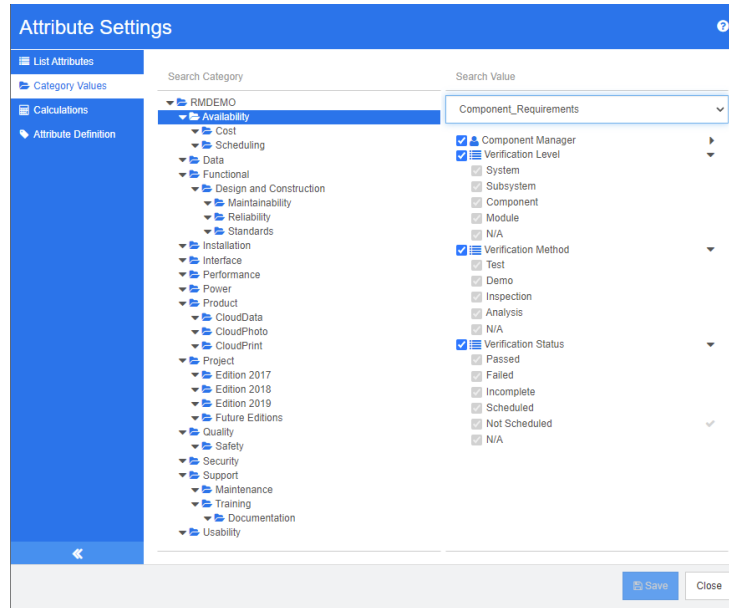 Attribute Settings
List Attributes
Category Values
Calculations
Attribute Definition
Search Category
RMDEMO
Availability
Cost
Scheduling
Data
Functional
Design and Construction
Maintainability
Reliability
Standards
Installation
Interface
Performance
Power
Product
CloudData
CloudPhoto
CloudPrint
Project
Edition 2017
Edition 2018
Edition 2019
Future Editions
Quality
Safety
Security
Support
Maintenance
Training
Documentation
Usability
Search Value
Component_Requirements
Component Manager
Verification Level
System
Subsystem
Component
Module
N/A
Verification Method
Test
Demo
Inspection
Analysis
N/A
Verification Status
Passed
Failed
Incomplete
Scheduled
Not Scheduled
N/A
Save
Close